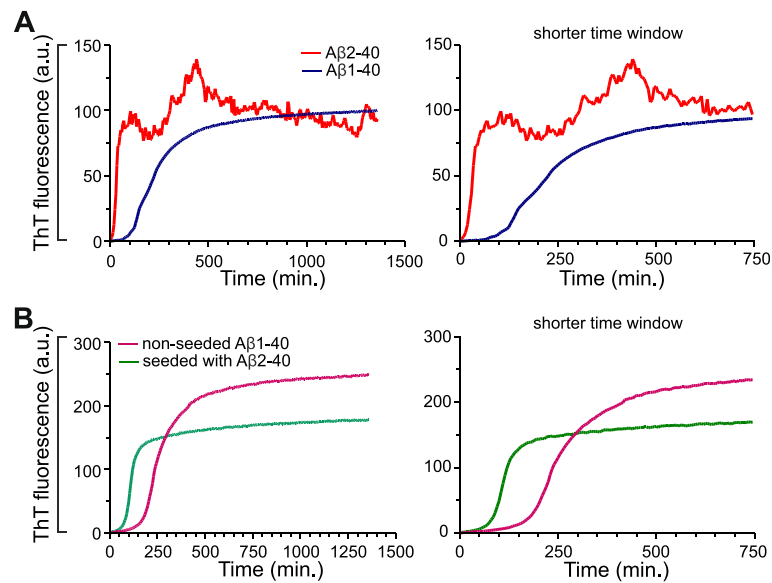 A
ThT fluorescence (a.u.)
150
100
50
0
Aβ2-40
Aβ1-40
0
500
1000
1500
Time (min.)
shorter time window
150
100
50
0
0
250
500
750
Time (min.)
B
ThT fluorescence (a.u.)
300
200
100
0
non-seeded Aβ1-40
seeded with Aβ2-40
0
250
500
750
1000
1250
1500
Time (min.)
shorter time window
300
200
100
0
0
250
500
750
Time (min.)